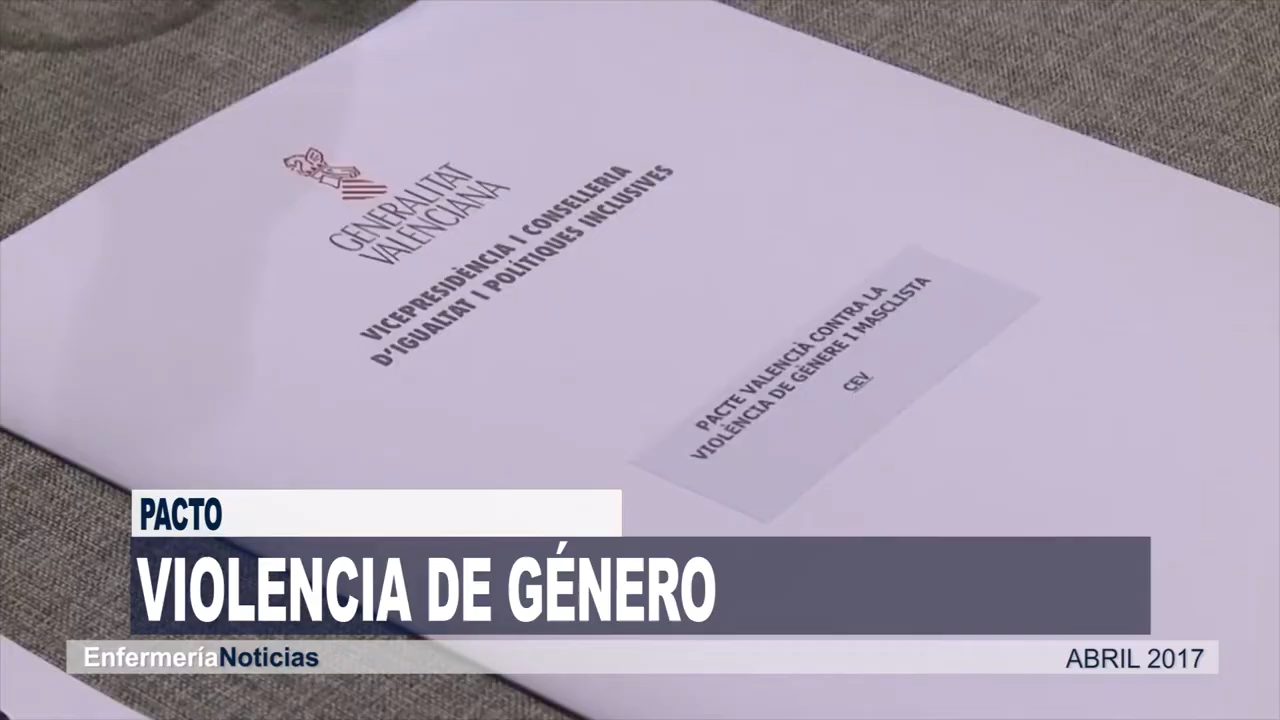 GENERALITAT
VALENCIANA
VICEPRESIDÈNCIA I CONSELLERIA
D'IGUALTAT I POLÍTIQUES INCLUSIVES
PACTE VALENCIÀ CONTRA LA
VIOLÈNCIA DE GÈNERE I MASCLISTA
CEV
PACTO
VIOLENCIA DE GÉNERO
EnfermeríaNoticias
ABRIL 2017